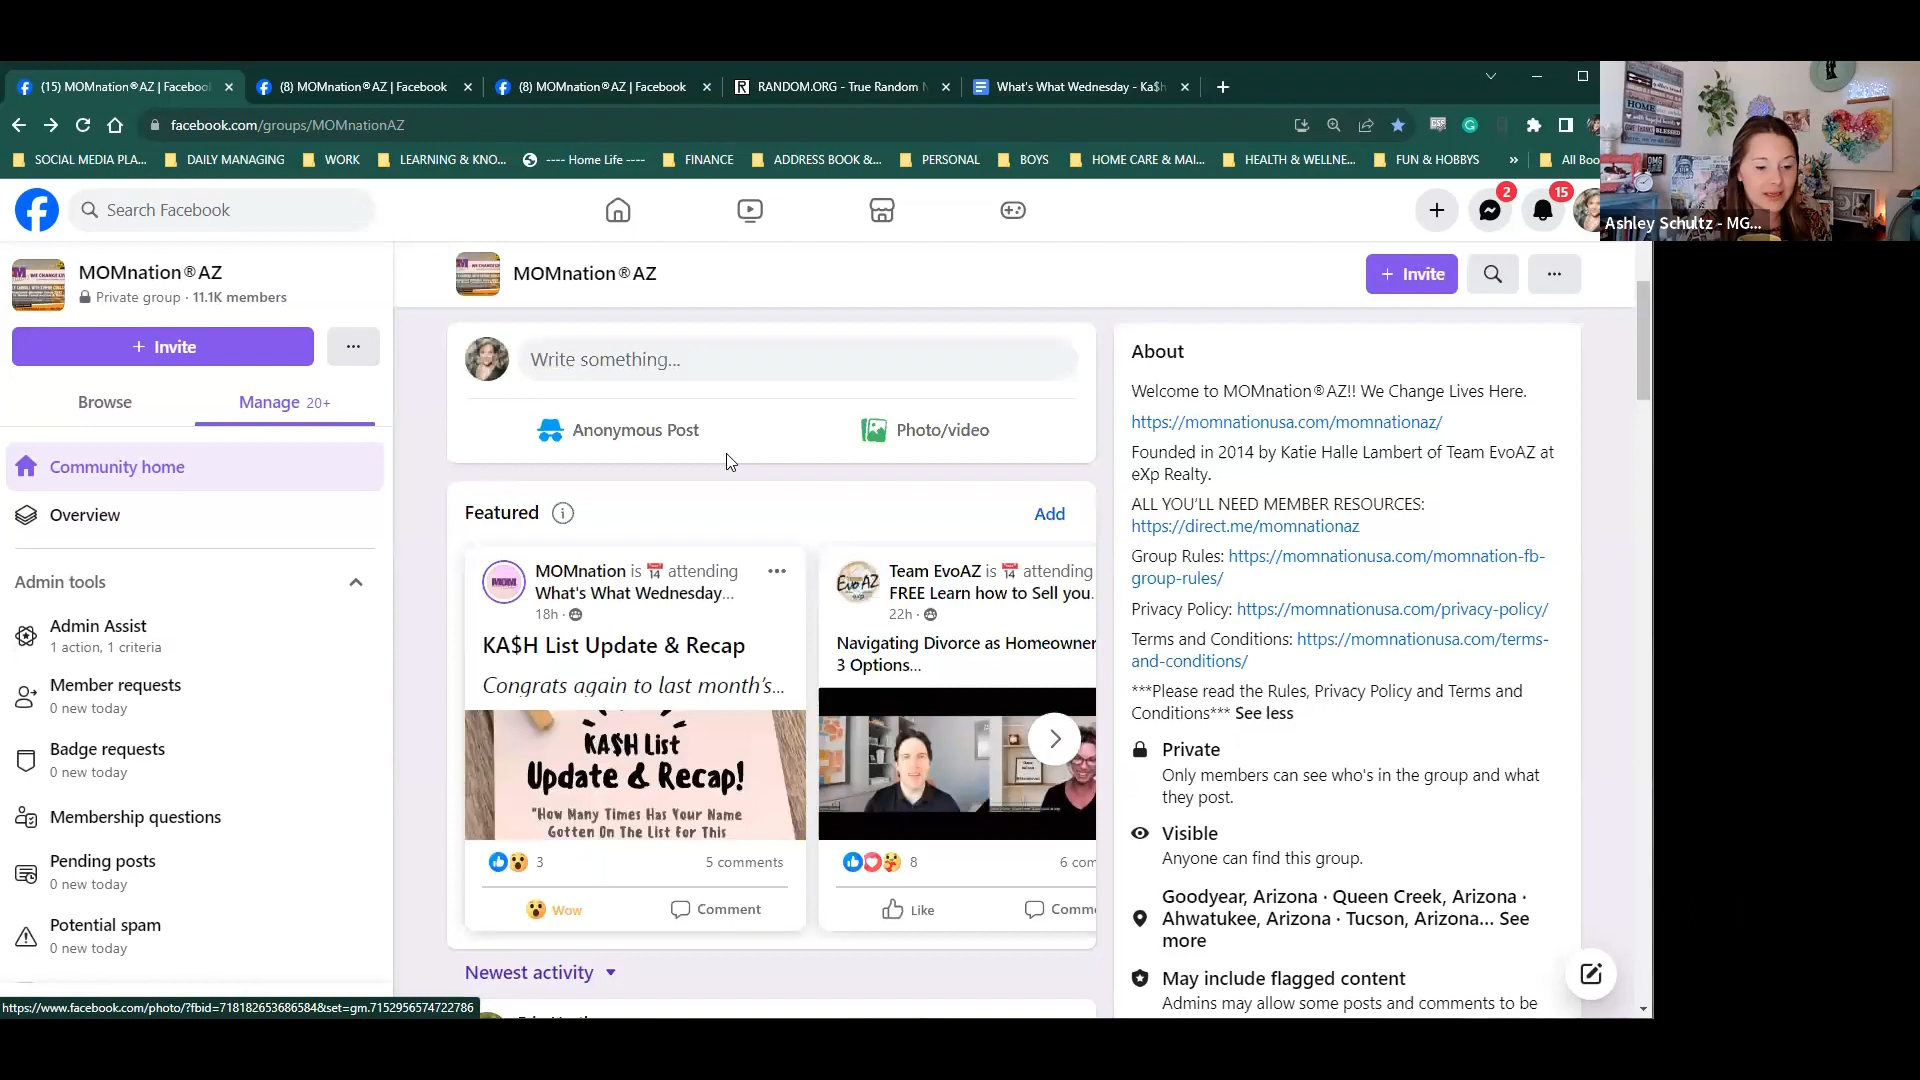 (15) MOMnation®AZ | Facebook
(8) MOMnation®AZ | Facebook
(8) MOMnation®AZ | Facebook
RANDOM.ORG - True Random
What's What Wednesday - Ka$h
facebook.com/groups/MOMnationAZ
SOCIAL MEDIA PLA...
DAILY MANAGING
WORK
LEARNING & KNO...
---- Home Life ----
FINANCE
ADDRESS BOOK &...
PERSONAL
BOYS
HOME CARE & MAI...
HEALTH & WELLNE...
FUN & HOBBYS
»
All Boo
Ashley Schultz - MG...
Search Facebook
2
15
MOMnation®AZ
Private group · 11.1K members
+ Invite
...
Browse
Manage 20+
Community home
Overview
Admin tools
Admin Assist
1 action, 1 criteria
Member requests
0 new today
Badge requests
0 new today
Membership questions
Pending posts
0 new today
Potential spam
0 new today
https://www.facebook.com/photo/?fbid=718182653686584&set=gm.7152956574722786
MOMnation®AZ
+ Invite
...
Write something...
Anonymous Post
Photo/video
Featured
Add
MOMnation is 14 attending
What's What Wednesday...
18h ·
KA$H List Update & Recap
Congrats again to last month's...
KA$H List
Update & Recap!
"How Many Times Has Your Name
Gotten On The List For This
3
5 comments
Wow
Comment
Team EvoAZ is 14 attending
FREE Learn how to Sell you.
22h ·
Navigating Divorce as Homeowner
3 Options...
8
6 com
Like
Comme
Newest activity
About
Welcome to MOMnation®AZ!! We Change Lives Here.
https://momnationusa.com/momnationaz/
Founded in 2014 by Katie Halle Lambert of Team EvoAZ at
eXp Realty.
ALL YOU'LL NEED MEMBER RESOURCES:
https://direct.me/momnationaz
Group Rules: https://momnationusa.com/momnation-fb-
group-rules/
Privacy Policy: https://momnationusa.com/privacy-policy/
Terms and Conditions: https://momnationusa.com/terms-
and-conditions/
***Please read the Rules, Privacy Policy and Terms and
Conditions*** See less
Private
Only members can see who's in the group and what
they post.
Visible
Anyone can find this group.
Goodyear, Arizona · Queen Creek, Arizona ·
Ahwatukee, Arizona · Tucson, Arizona... See
more
May include flagged content
Admins may allow some posts and comments to be